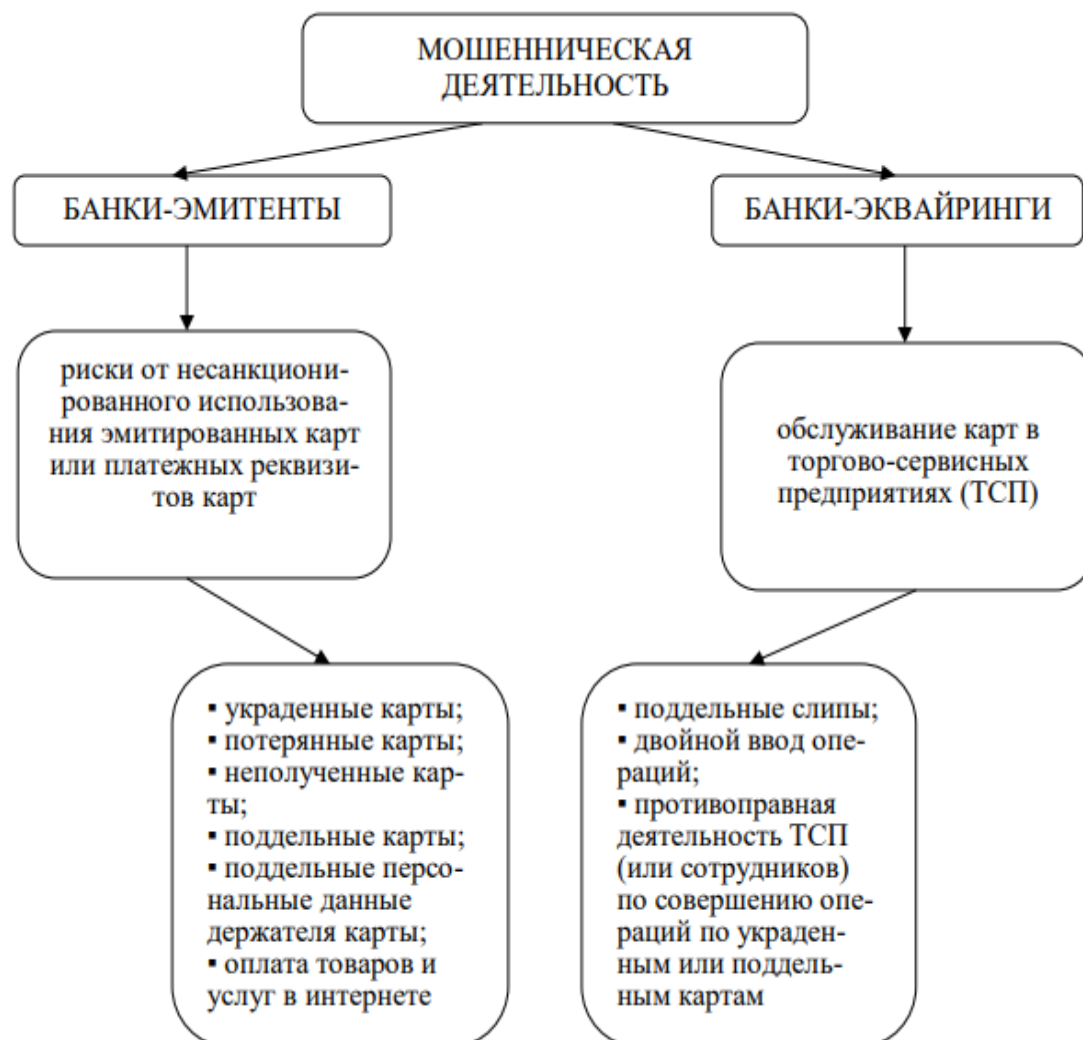 МОШЕННИЧЕСКАЯ
ДЕЯТЕЛЬНОСТЬ
БАНКИ-ЭМИТЕНТЫ
БАНКИ-ЭКВАЙРИНГИ
риски от несанкциони-
рованного использова-
ния эмитированных карт
или платежных реквизи-
тов карт
обслуживание карт в
торгово-сервисных
предприятиях (ТСП)
▪ украденные карты;
▪ потерянные карты;
▪ неполученные кар-
ты;
▪ поддельные карты;
▪ поддельные персо-
нальные данные
держателя карты;
▪ оплата товаров и
услуг в интернете
▪ поддельные слипы;
▪ двойной ввод опе-
раций;
▪ противоправная
деятельность ТСП
(или сотрудников)
по совершению опе-
раций по украден-
ным или поддель-
ным картам